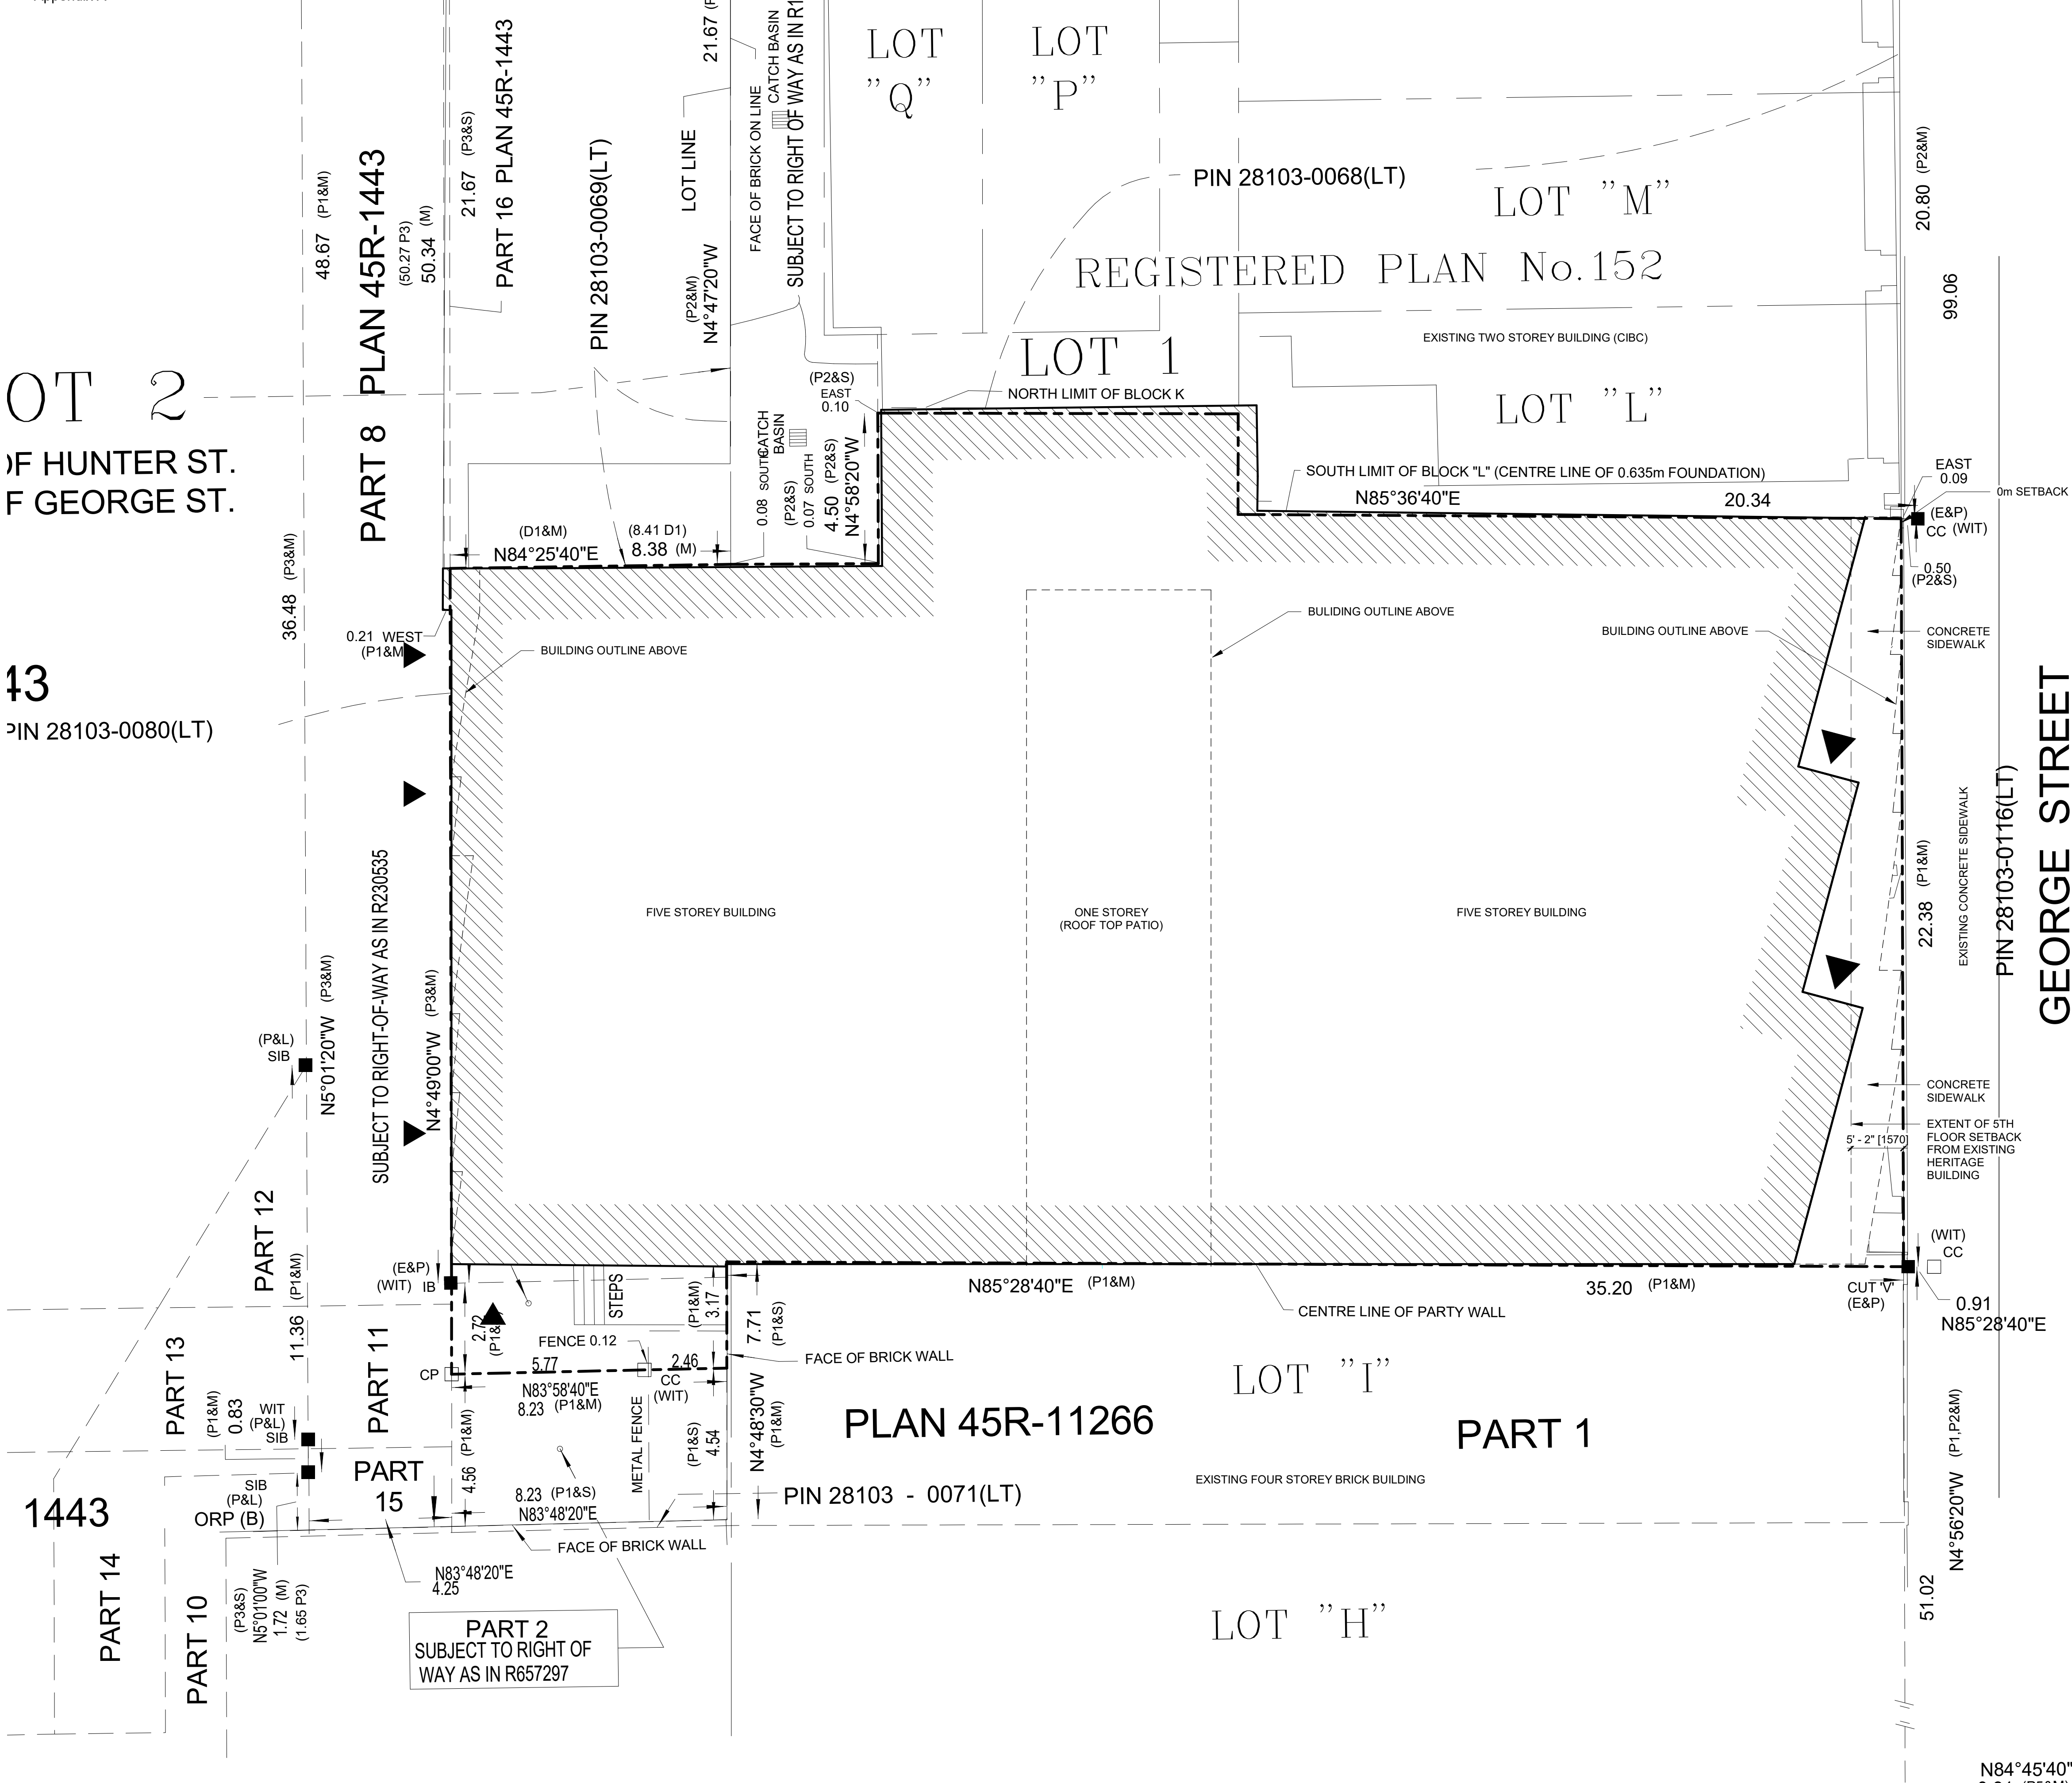 LOT
"Q"
LOT
"P"
PIN 28103-0068(LT)
LOT "M"
REGISTERED PLAN No.152
EXISTING TWO STOREY BUILDING (CIBC)
LOT 1
LOT "L"
NORTH LIMIT OF BLOCK K
SOUTH LIMIT OF BLOCK "L" (CENTRE LINE OF 0.635m FOUNDATION)
N85°36'40"E
20.34
EAST
0.09
0m SETBACK
(E&P)
CC (WIT)
0.50
(P2&S)
20.80 (P2&M)
99.06
48.67 (P1&M)
PART 8 PLAN 45R-1443
(50.27 P3)
50.34 (M)
21.67 (P3&S)
PART 16 PLAN 45R-1443
PIN 28103-0069(LT)
LOT LINE
(P2&M)
N4°47'20"W
21.67
FACE OF BRICK ON LINE
CATCH BASIN
SUBJECT TO RIGHT OF WAY AS IN R1
(P2&S)
EAST
0.10
CATCH
BASIN
0.08 SOUTH
(P2&S)
0.07 SOUTH
4.50 (P2&S)
N4°58'20"W
OT 2
OF HUNTER ST.
F GEORGE ST.
(D1&M)
N84°25'40"E
(8.41 D1)
8.38 (M)
36.48 (P3&M)
0.21 WEST
(P1&M
43
PIN 28103-0080(LT)
BUILDING OUTLINE ABOVE
BULIDING OUTLINE ABOVE
BUILDING OUTLINE ABOVE
CONCRETE
SIDEWALK
GEORGE STREET
PIN 28103-0116(LT)
EXISTING CONCRETE SIDEWALK
22.38 (P1&M)
FIVE STOREY BUILDING
ONE STOREY
(ROOF TOP PATIO)
FIVE STOREY BUILDING
SUBJECT TO RIGHT-OF-WAY AS IN R230535
N4°49'00"W (P3&M)
N5°01'20"W (P3&M)
(P&L)
SIB
CONCRETE
SIDEWALK
EXTENT OF 5TH
FLOOR SETBACK
FROM EXISTING
HERITAGE
BUILDING
5' - 2" [1570]
PART 12
11.36 (P1&M)
(E&P)
(WIT) IB
STEPS
(P1&M)
3.17
7.71
(P1&S)
2.72
N85°28'40"E (P1&M)
35.20 (P1&M)
CENTRE LINE OF PARTY WALL
CUT 'V'
(E&P)
(WIT)
CC
0.91
N85°28'40"E
FENCE 0.12
FACE OF BRICK WALL
CP
5.77
2.46
CC
(WIT)
N83°58'40"E
8.23 (P1&M)
LOT "I"
PART 13
PART 11
(P1&M)
0.83
WIT
(P&L)
SIB
4.56 (P1&M)
METAL FENCE
(P1&S)
4.54
N4°48'30"W
(P1&M)
PLAN 45R-11266
PART 1
N4°56'20"W (P1,P2&M)
PART
15
EXISTING FOUR STOREY BRICK BUILDING
SIB
(P&L)
ORP (B)
8.23 (P1&S)
N83°48'20"E
PIN 28103 - 0071(LT)
1443
FACE OF BRICK WALL
N83°48'20"E
4.25
PART 14
PART 10
(P3&S)
N5°01'00"W
1.72 (M)
(1.65 P3)
PART 2
SUBJECT TO RIGHT OF
WAY AS IN R657297
LOT "H"
51.02
N84°45'40"